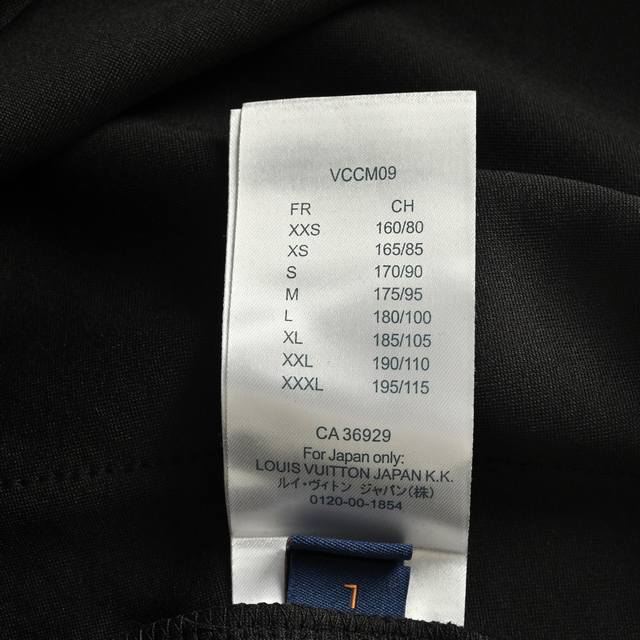 VCCM09
FR CH
XXS 160/80
XS 165/85
S 170/90
M 175/95
L 180/100
XL 185/105
XXL 190/110
XXXL 195/115
CA 36929
For Japan only:
LOUIS VUITTON JAPAN K.K.
ルイ・ヴィトン ジャパン(株)
0120-00-1854
L